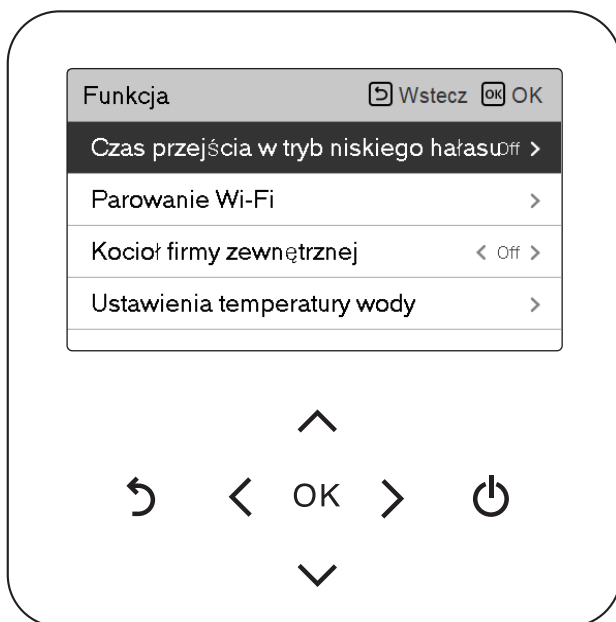 Funkcja Wstecz OK OK
Czas przejścia w tryb niskiego hałasu Off
Parowanie Wi-Fi
Kocioł firmy zewnętrznej Off
Ustawienia temperatury wody
OK